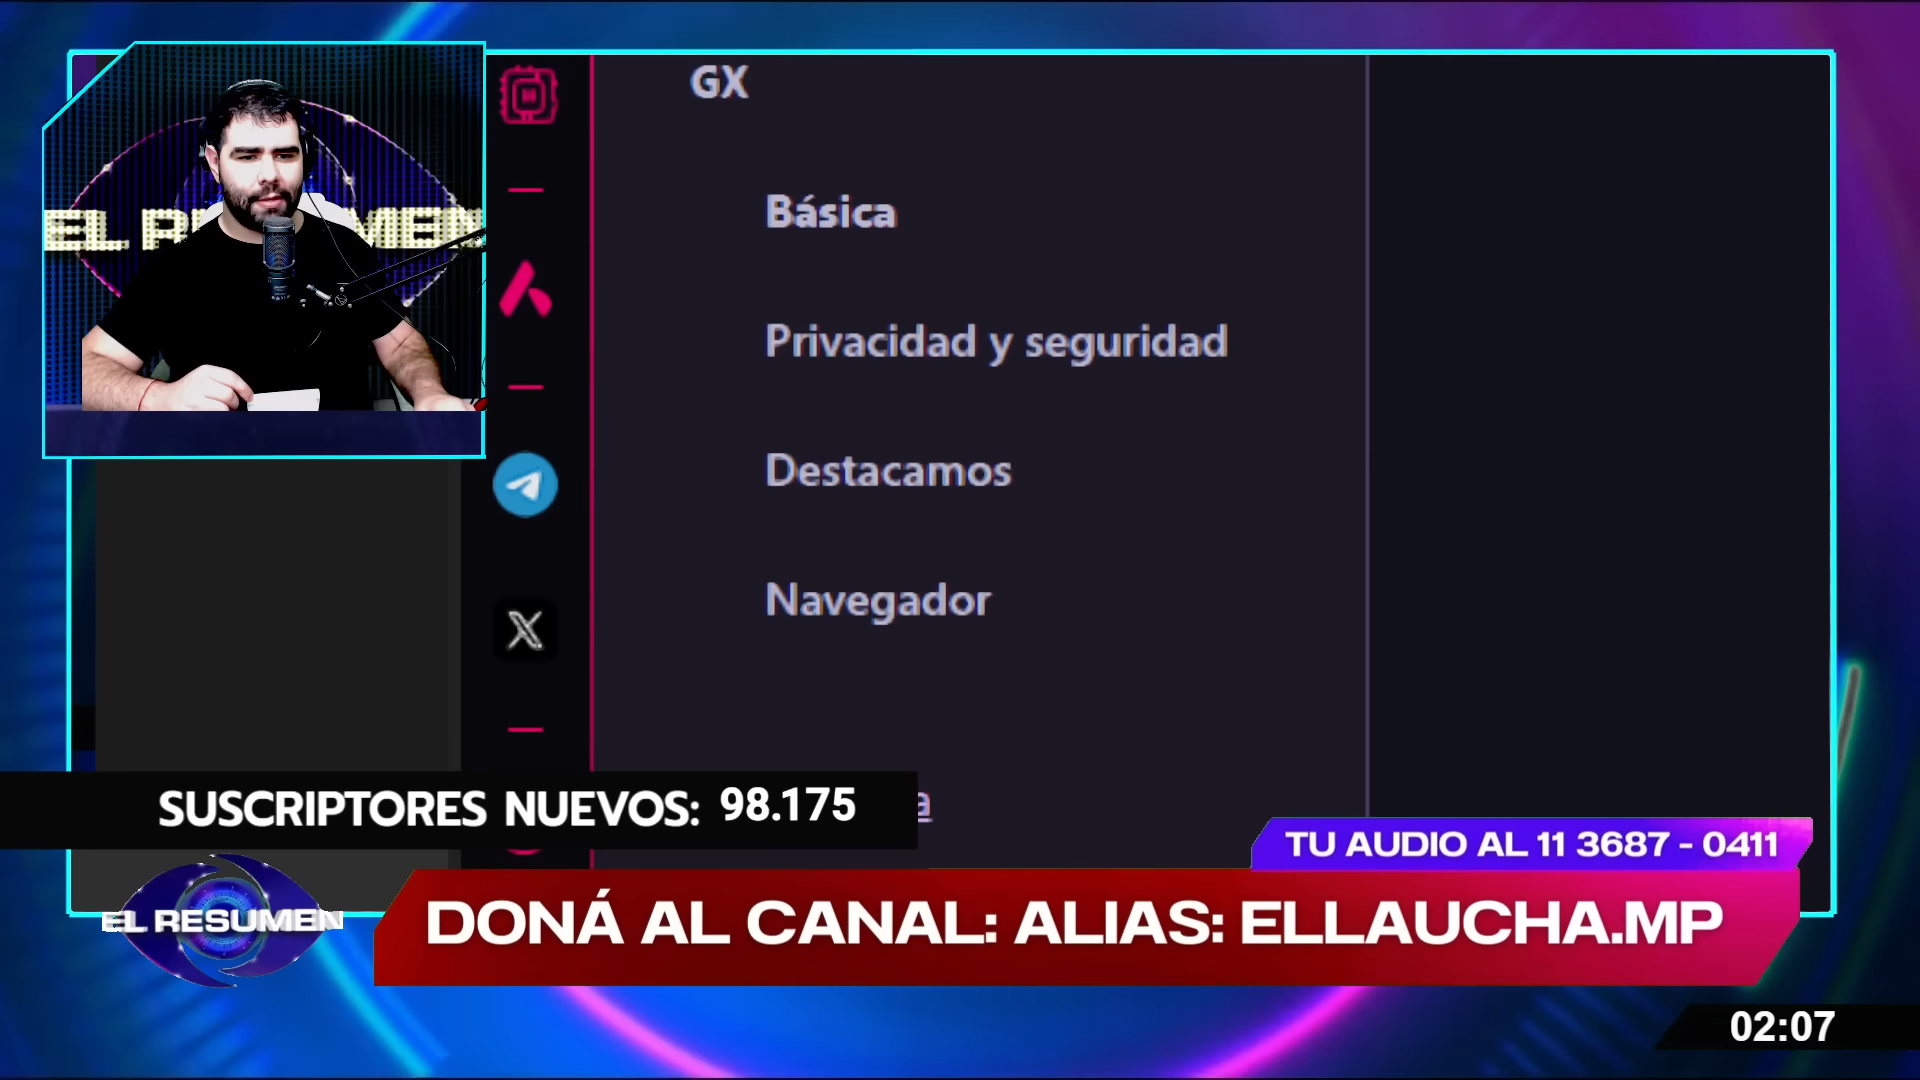 GX
Básica
Privacidad y seguridad
Destacamos
Navegador
SUSCRIPTORES NUEVOS: 98.175
TU AUDIO AL 11 3687 - 0411
EL RESUMEN
DONÁ AL CANAL: ALIAS: ELLAUCHA.MP
02:07